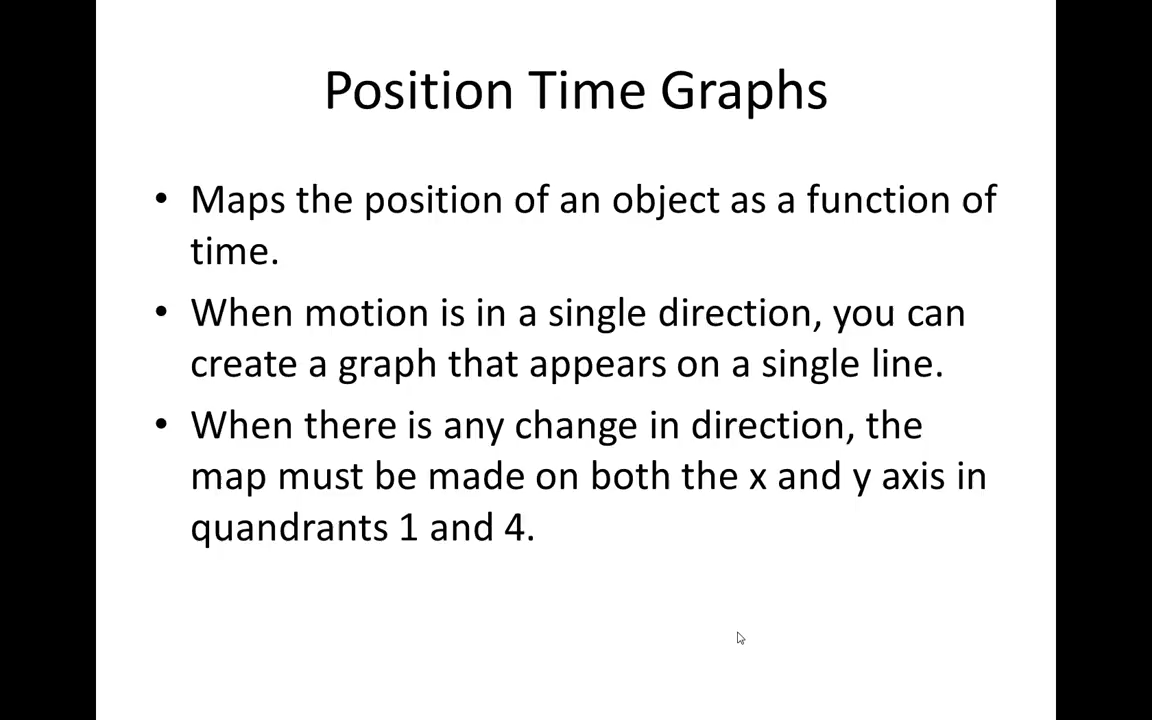 Position Time Graphs
• Maps the position of an object as a function of
time.
• When motion is in a single direction, you can
create a graph that appears on a single line.
• When there is any change in direction, the
map must be made on both the x and y axis in
quandrants 1 and 4.